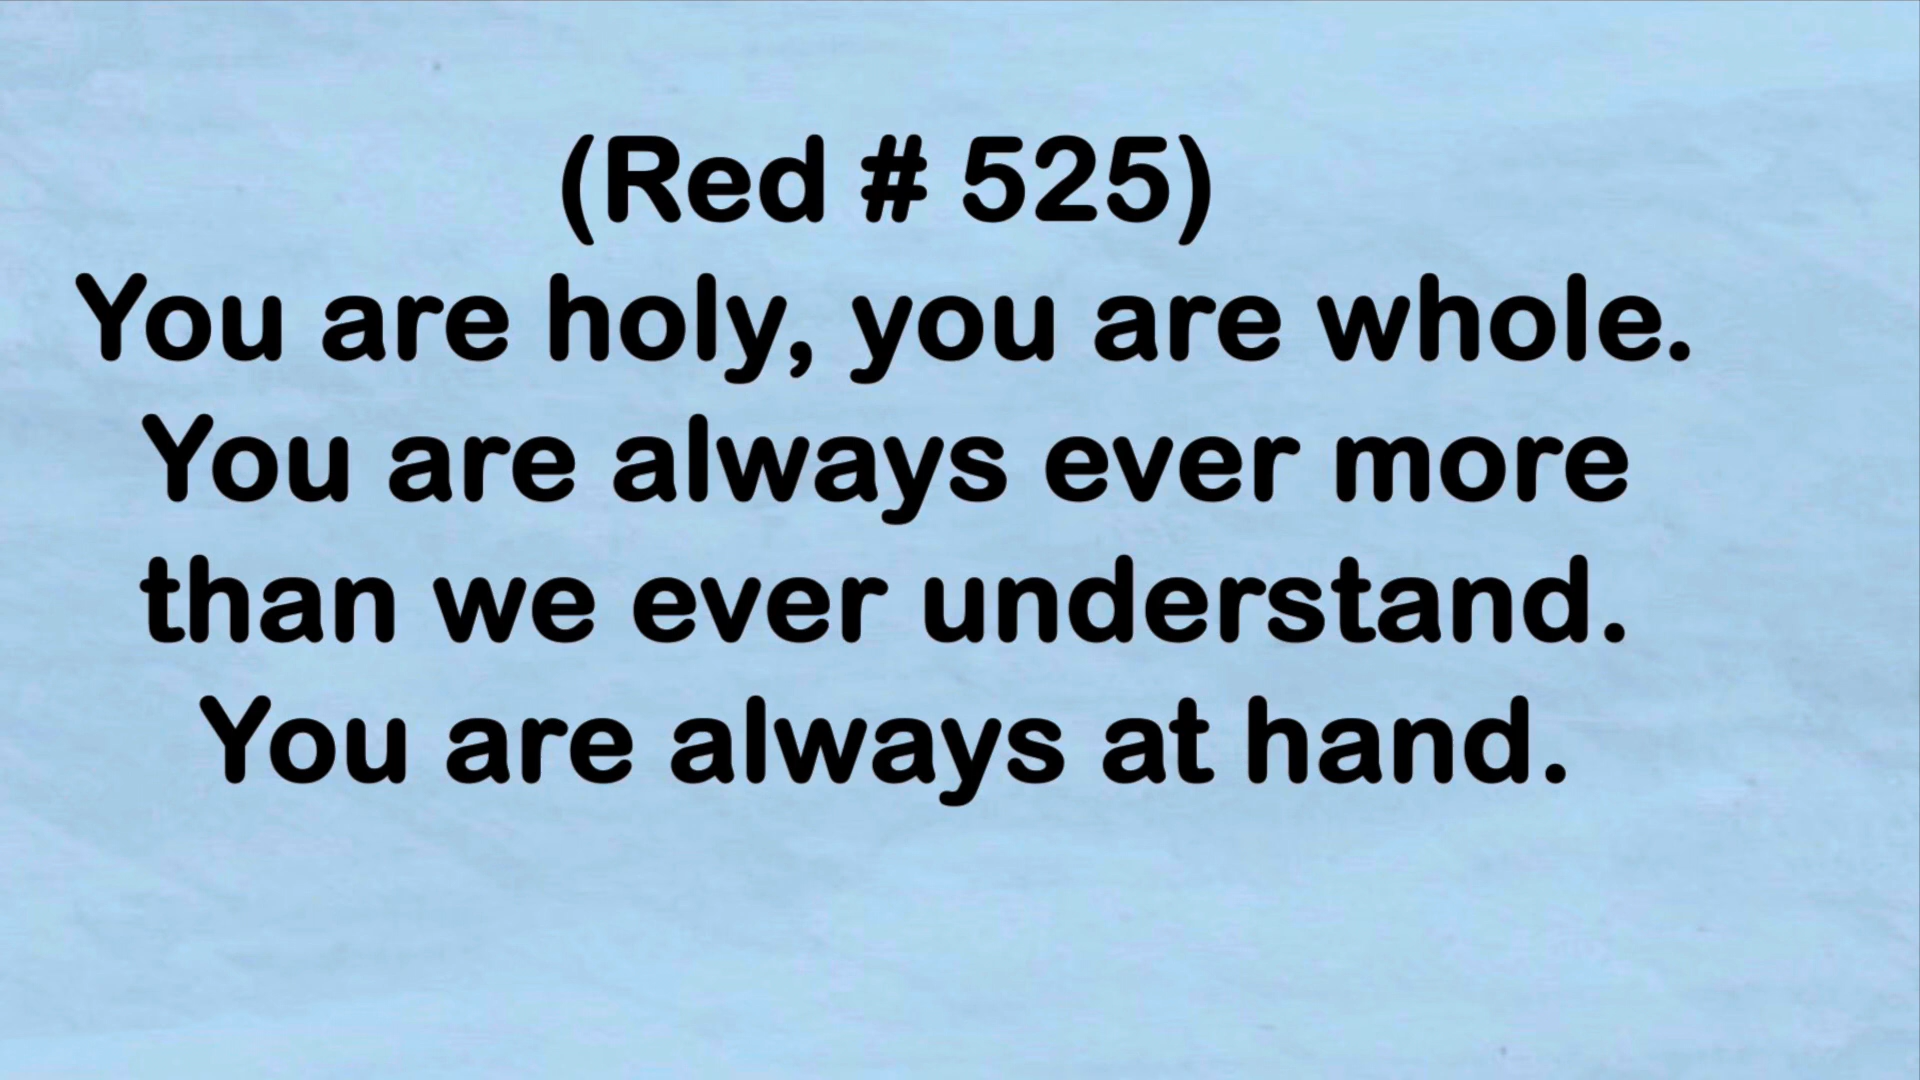 (Red # 525)
You are holy, you are whole.
You are always ever more
than we ever understand.
You are always at hand.